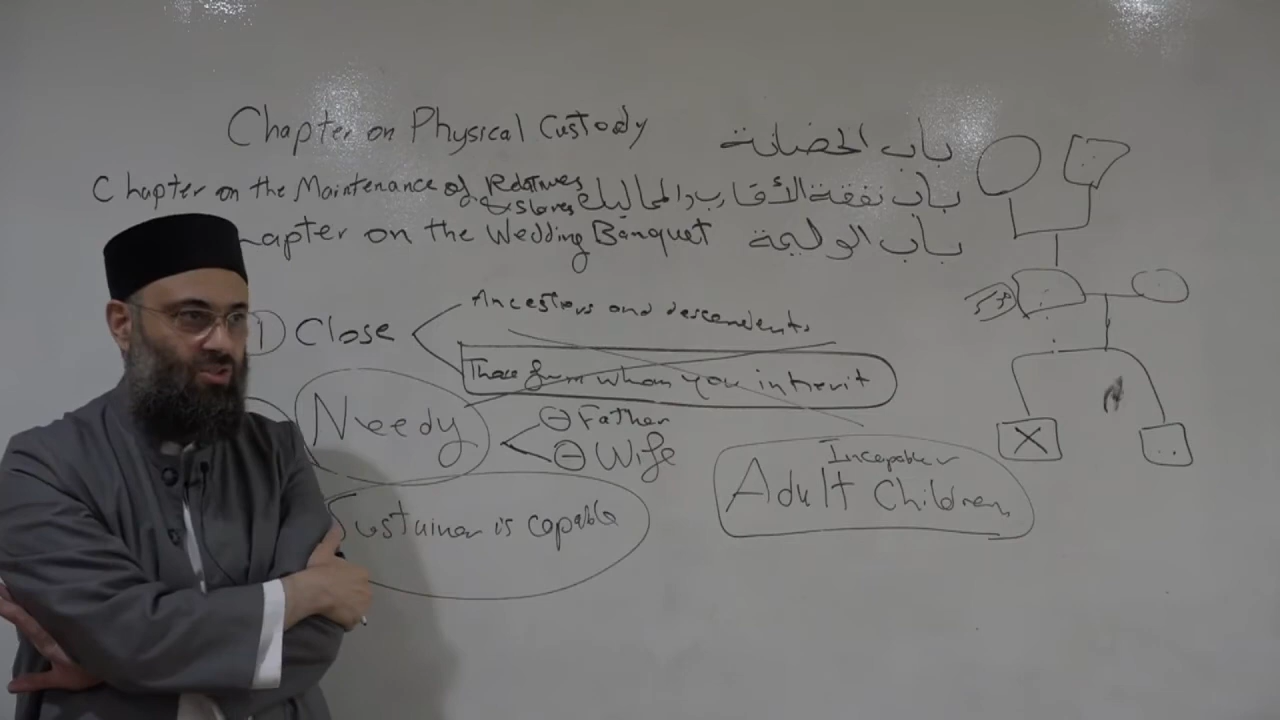 Chapter on Physical Custody باب الحضانة
Chapter on the Maintenance of Relatives & slaves باب نفقة الأقارب والمماليك
hapter on the Wedding Banquet باب الوليمة
1 Close
Ancestors and descendents
Those from whom you inherit
Needy
Father
Wife
Sustainer is capable
Incapable
Adult Children